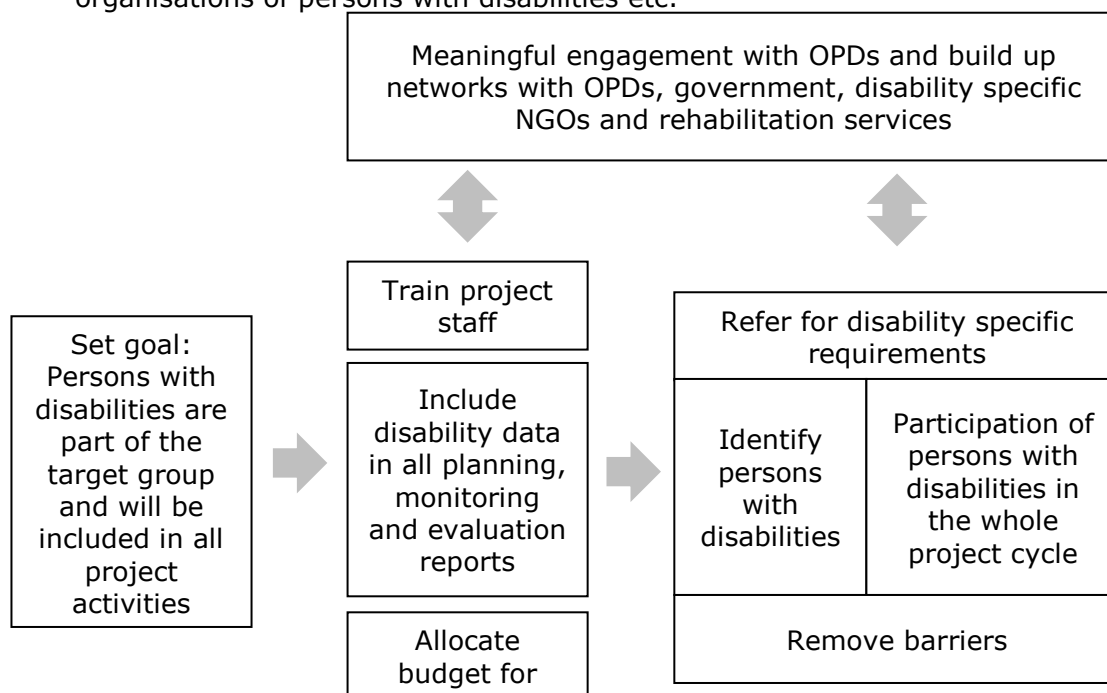 organisations of persons with disabilities etc.
Meaningful engagement with OPDs and build up
networks with OPDs, government, disability specific
NGOs and rehabilitation services
Set goal:
Persons with
disabilities are
part of the
target group
and will be
included in all
project
activities
Train project
staff
Include
disability data
in all planning,
monitoring
and evaluation
reports
Allocate
budget for
Refer for disability specific
requirements
Identify
persons
with
disabilities
Participation of
persons with
disabilities in
the whole
project cycle
Remove barriers